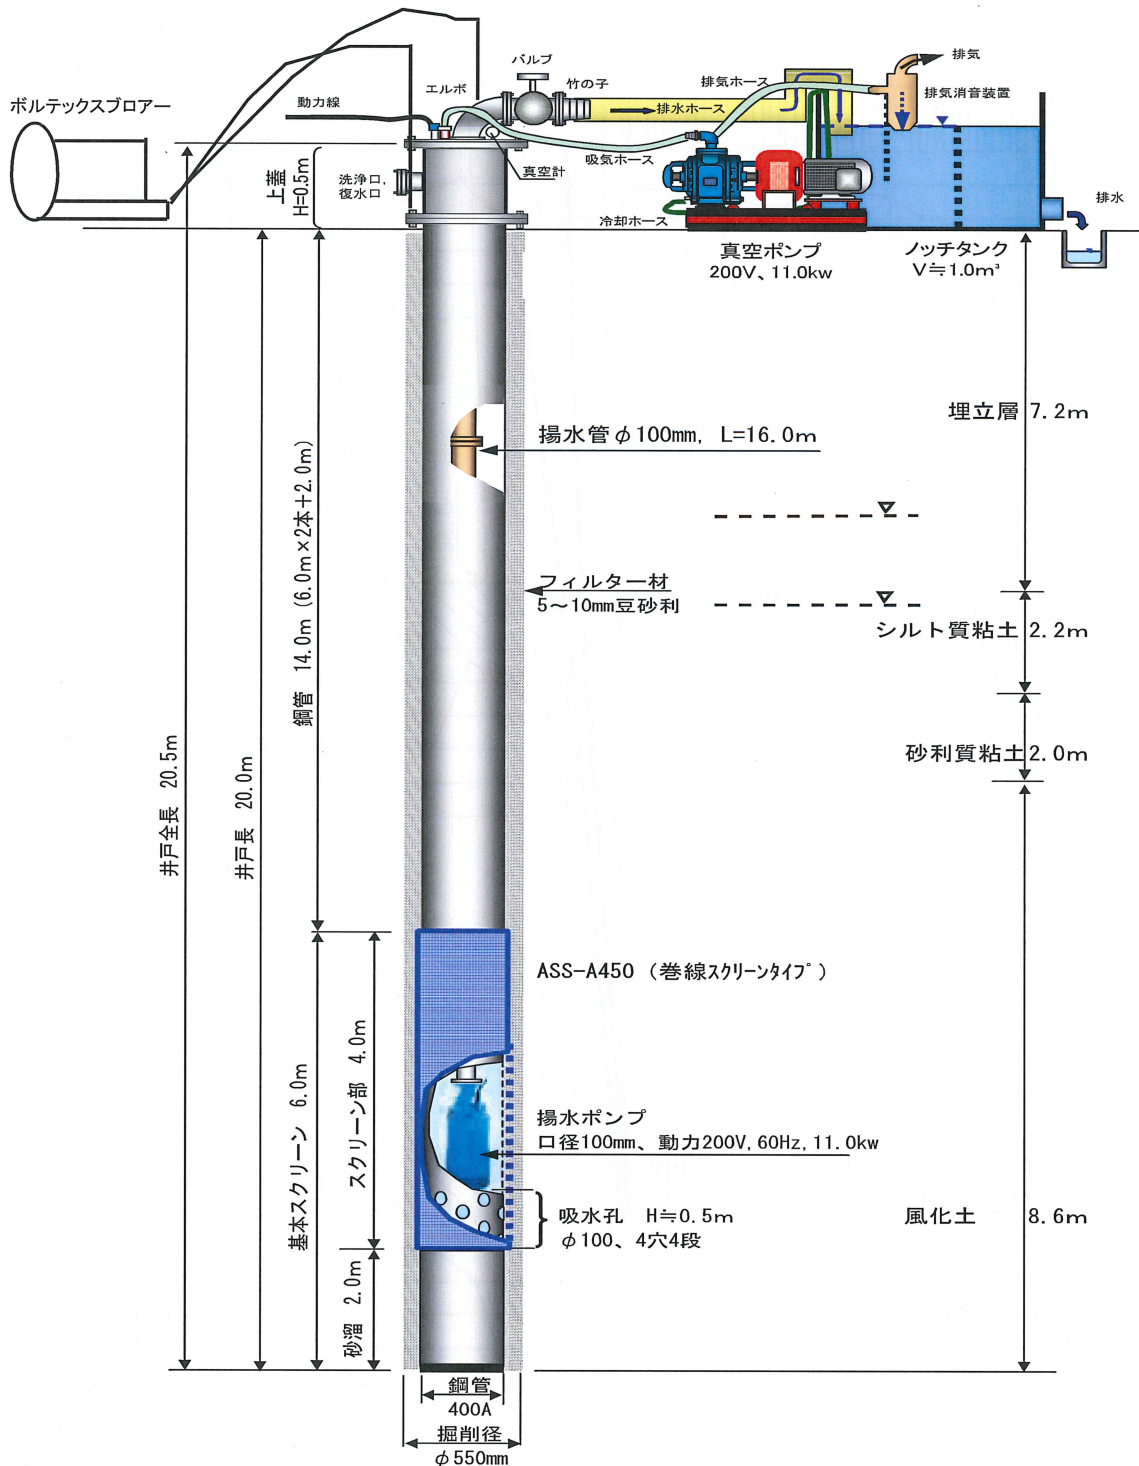 排気
バルブ
排気ホース
竹の子
エルボ
排気消音装置
ボルテックスブロアー
動力線
排水ホース
吸気ホース
真空計
上蓋
H=0.5m
洗浄口,
復水口
排水
冷却ホース
真空ポンプ
200V、11.0kw
ノッチタンク
V≒1.0m³
埋立層 7.2m
揚水管φ100mm, L=16.0m
フィルター材
5～10mm豆砂利
シルト質粘土 2.2m
鋼管 14.0m (6.0m×2本+2.0m)
砂利質粘土 2.0m
井戸全長 20.5m
井戸長 20.0m
ASS-A450 (巻線スクリーンタイプ)
基本スクリーン 6.0m
スクリーン部 4.0m
揚水ポンプ
口径100mm、動力200V,60Hz,11.0kw
吸水孔 H≒0.5m
φ100、4穴4段
風化土 8.6m
砂溜 2.0m
鋼管
400A
掘削径
φ550mm